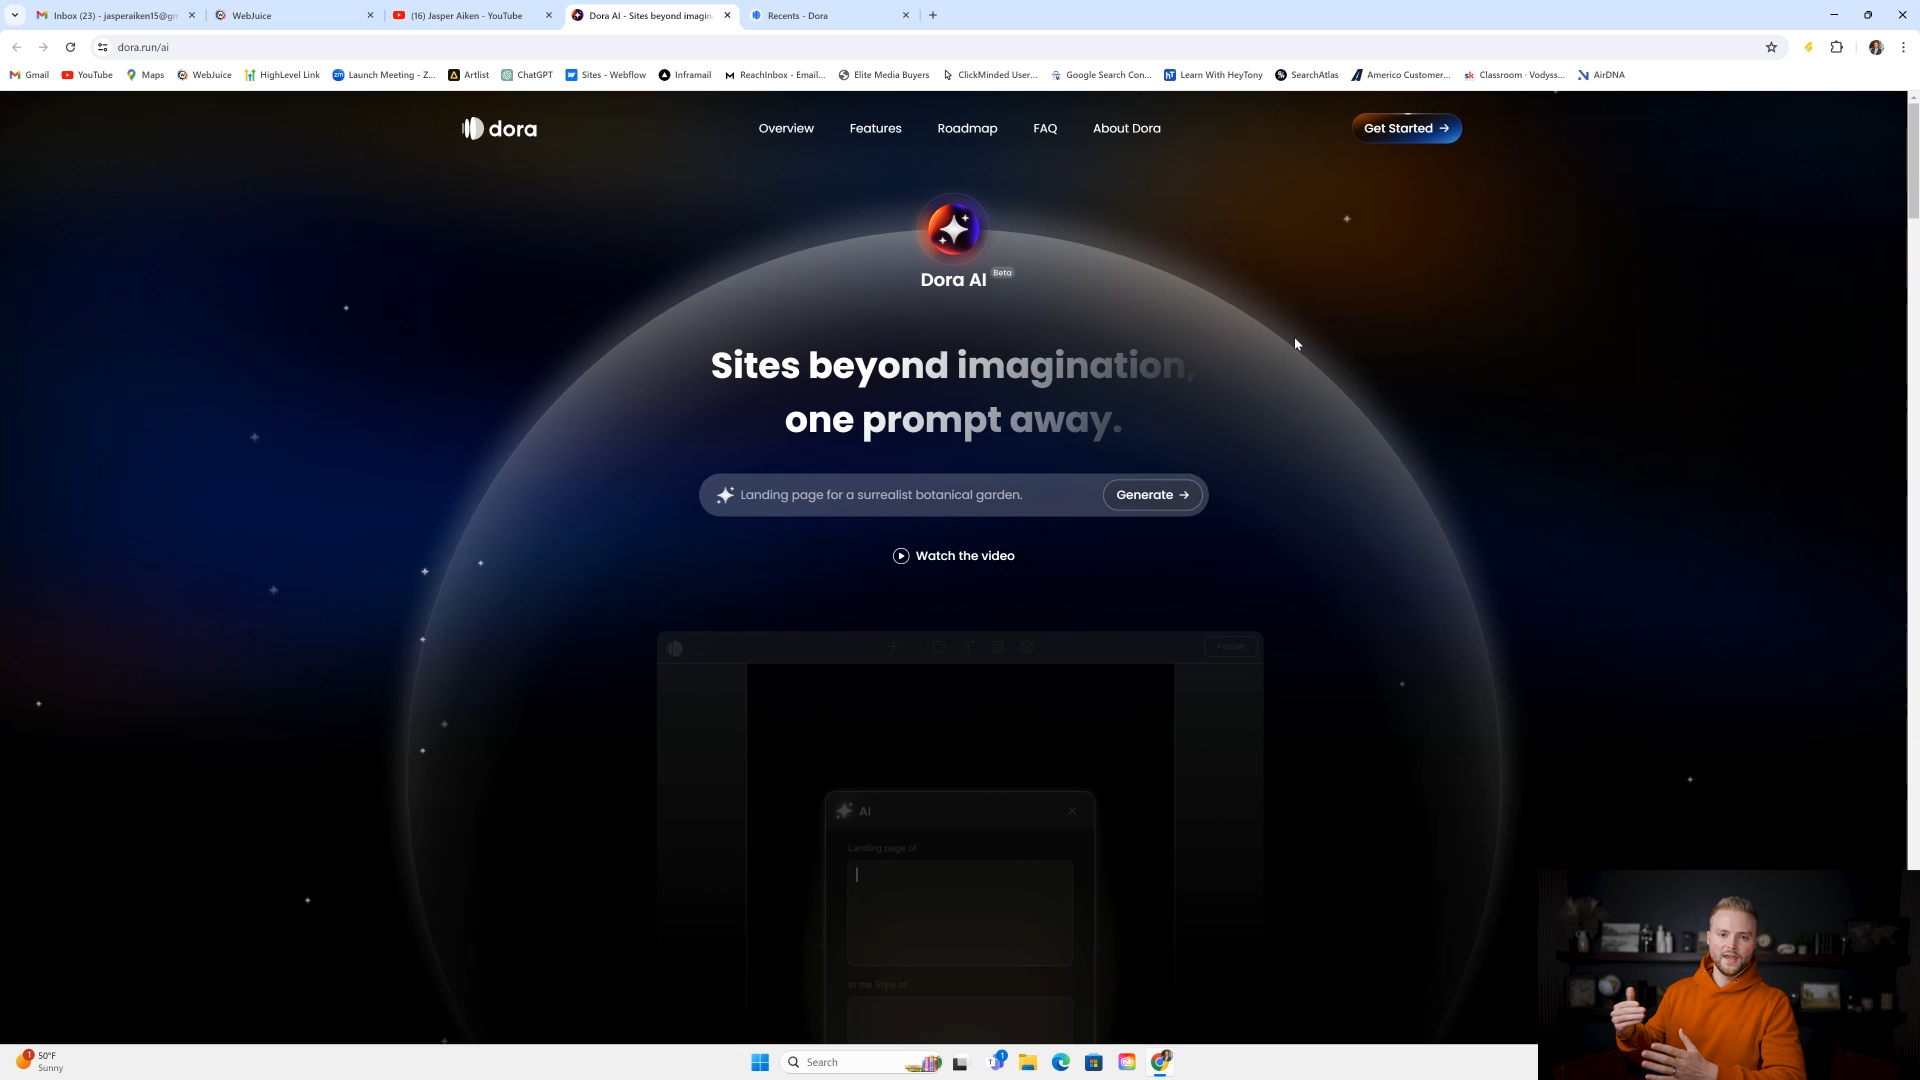 Inbox (23) - jasperaiken15@gm
WebJuice
(16) Jasper Aiken - YouTube
Dora AI - Sites beyond imagin
Recents - Dora
dora.run/ai
Gmail
YouTube
Maps
WebJuice
HighLevel Link
Launch Meeting - Z...
Artlist
ChatGPT
Sites - Webflow
Inframail
ReachInbox - Email...
Elite Media Buyers
ClickMinded User...
Google Search Con...
Learn With HeyTony
SearchAtlas
Americo Customer...
Classroom · Vodyss...
AirDNA
dora
Overview
Features
Roadmap
FAQ
About Dora
Get Started →
Dora AI Beta
Sites beyond imagination,
one prompt away.
Landing page for a surrealist botanical garden.
Generate →
Watch the video
Publish
AI
Landing page of
In the Style of
1
50°F
Sunny
Search
1